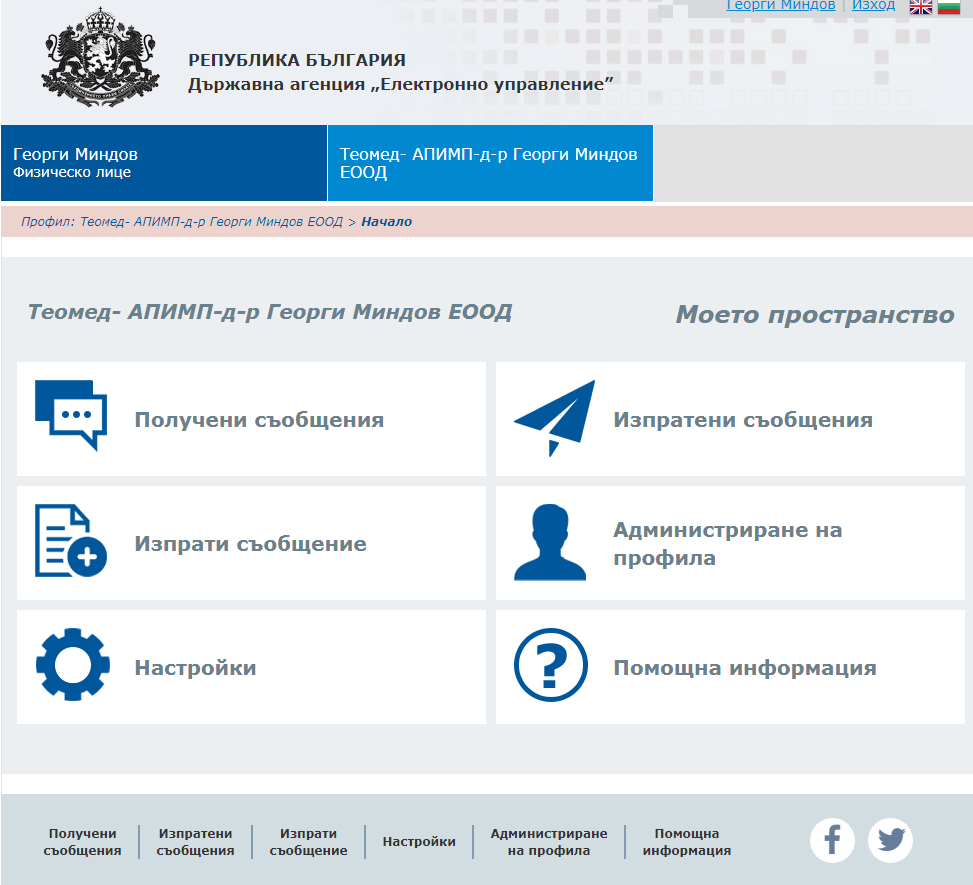 Георги Миндов | Изход
РЕПУБЛИКА БЪЛГАРИЯ
Държавна агенция „Електронно управление”
Георги Миндов
Физическо лице
Теомед- АПИМП-д-р Георги Миндов
ЕООД
Профил: Теомед- АПИМП-д-р Георги Миндов ЕООД > Начало
Теомед- АПИМП-д-р Георги Миндов ЕООД
Моето пространство
Получени съобщения
Изпратени съобщения
Изпрати съобщение
Администриране на
профила
Настройки
Помощна информация
Получени
съобщения
Изпратени
съобщения
Изпрати
съобщение
Настройки
Администриране
на профила
Помощна
информация